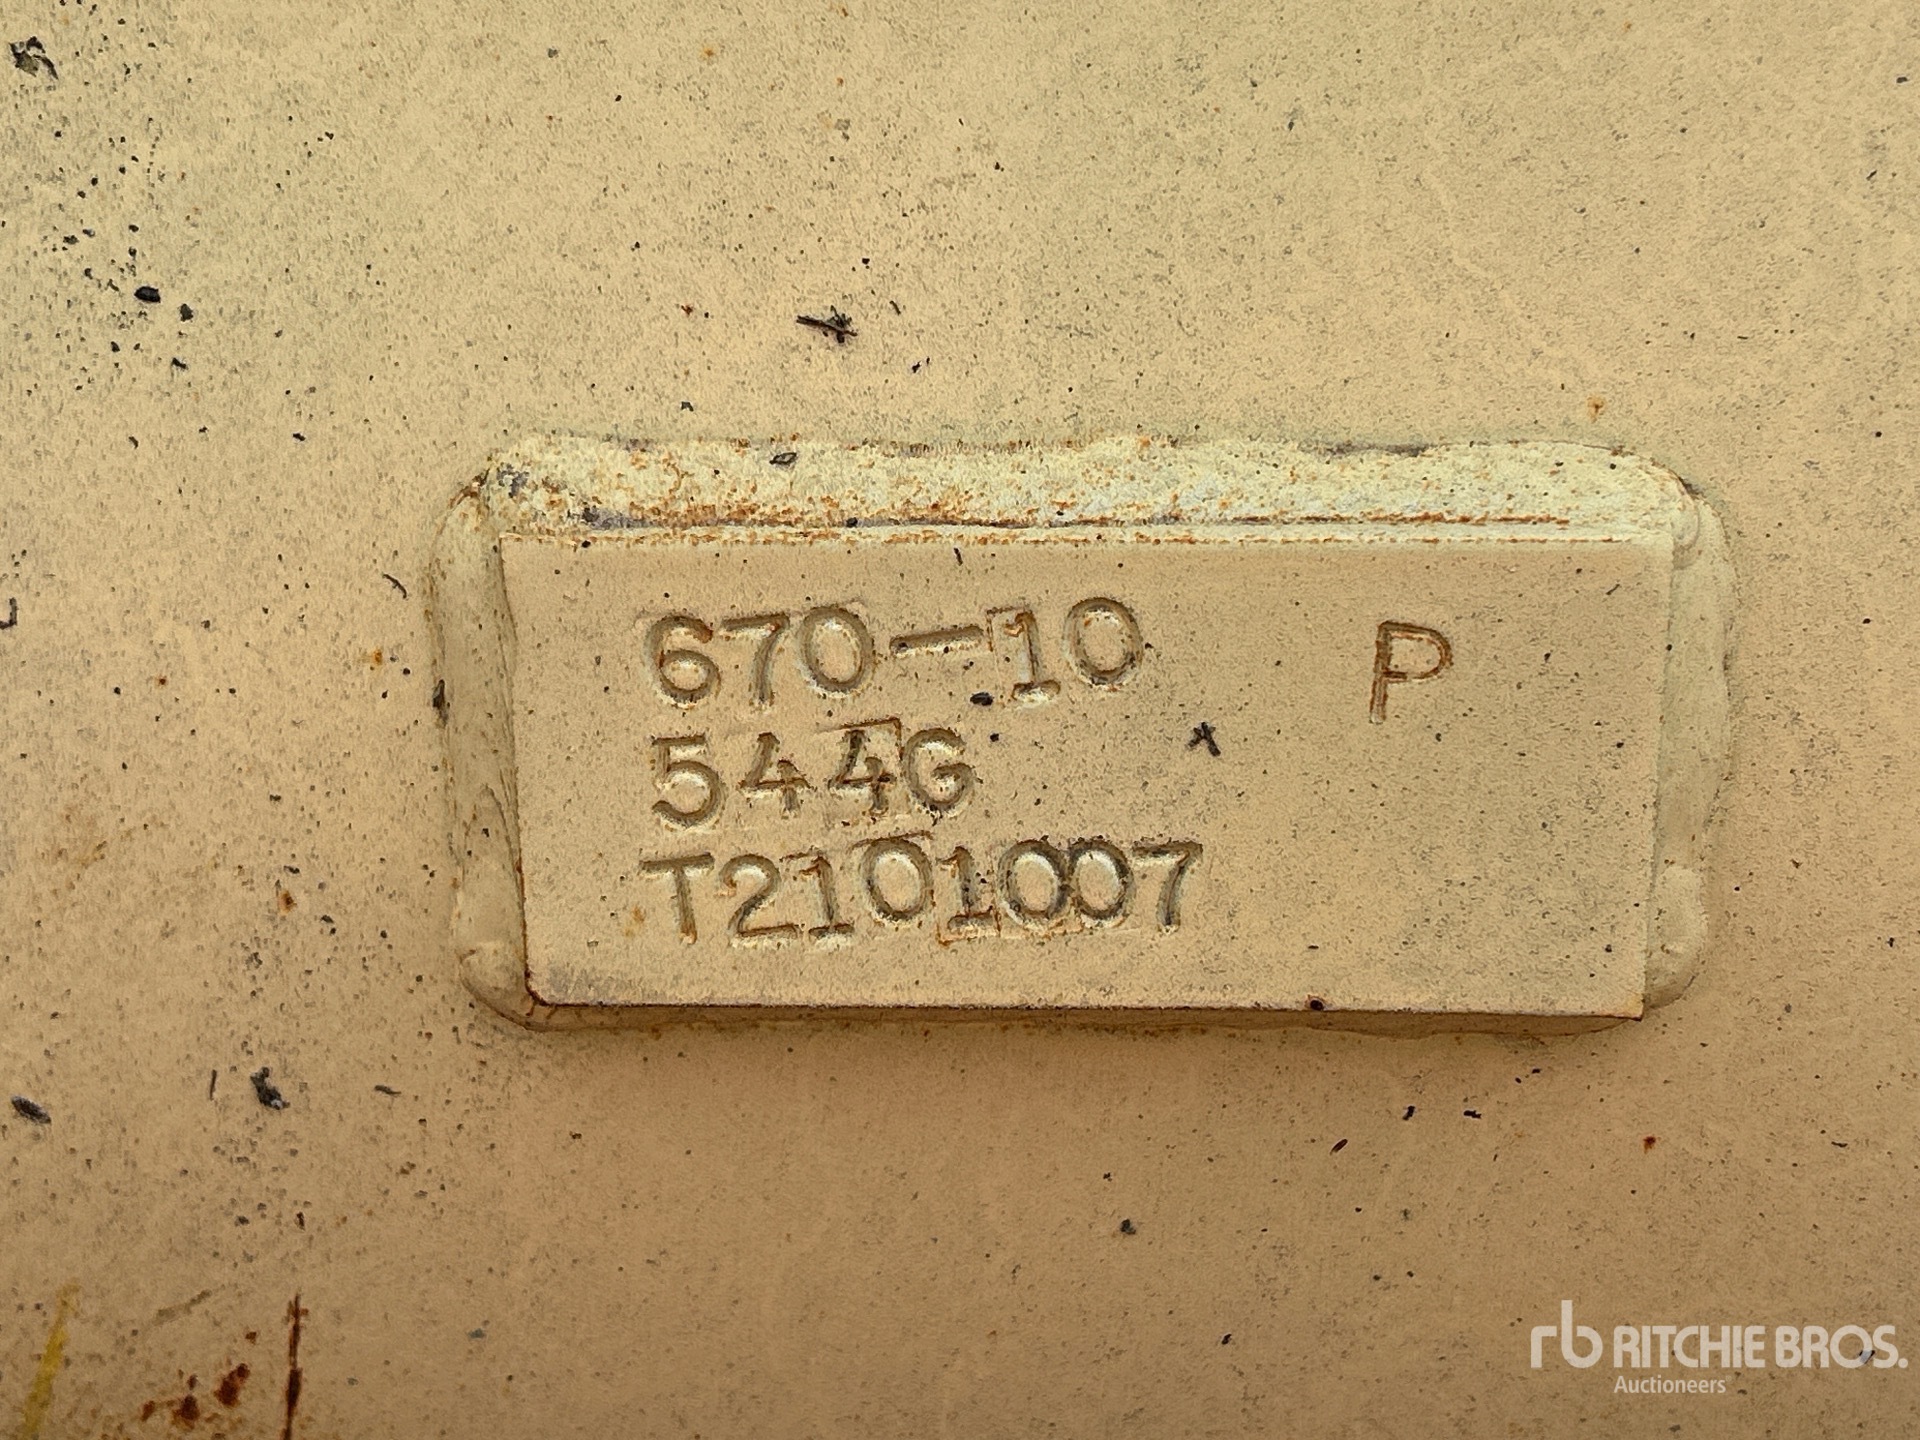 670-10 P
544G
T2101007
rb RITCHIE BROS.
Auctioneers